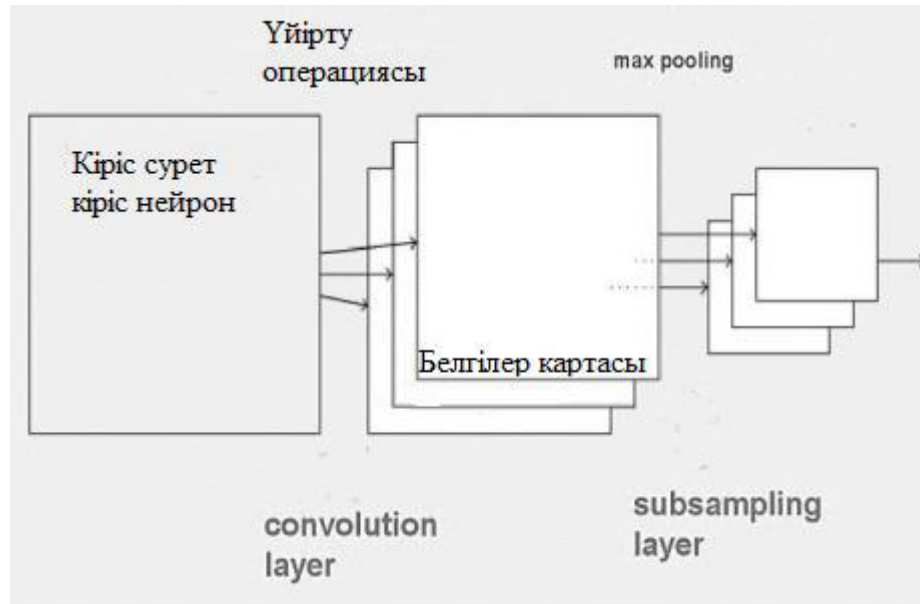 Үйірту
операциясы
max pooling
Кіріс сурет
кіріс нейрон
Белгілер картасы
convolution
layer
subsampling
layer